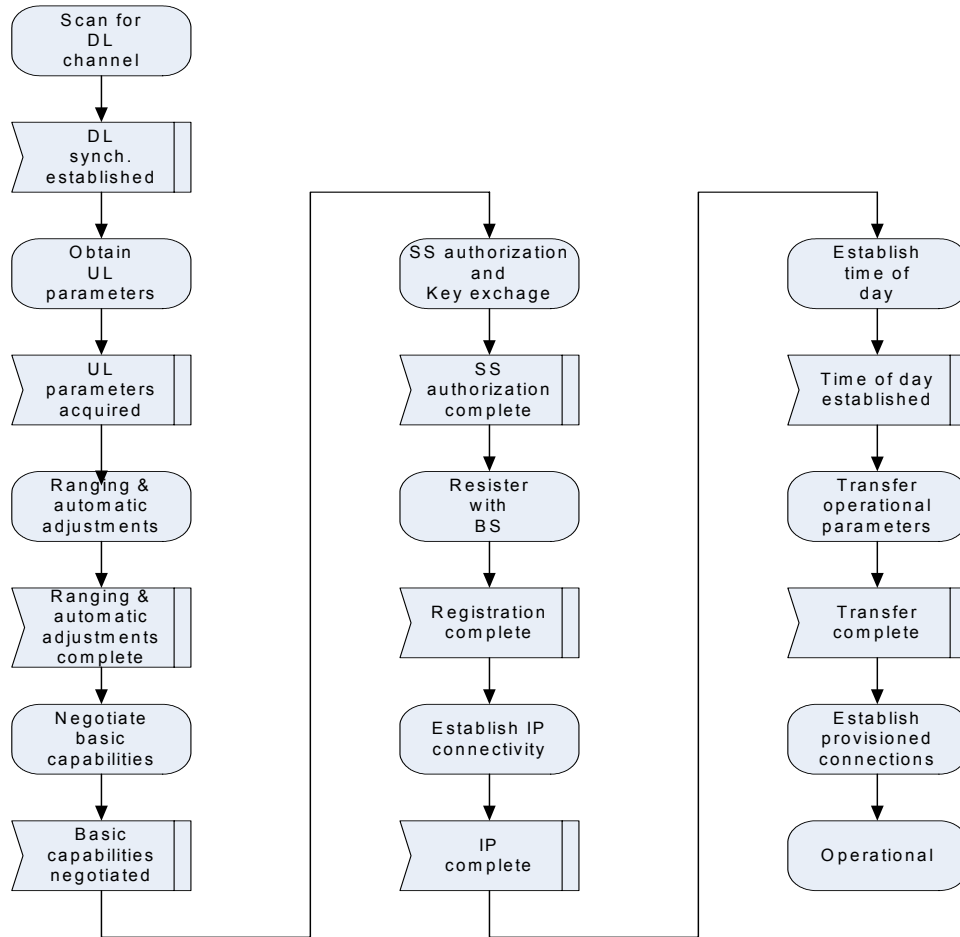 Scan for
DL
channel
DL
synch.
established
Obtain
UL
parameters
UL
parameters
acquired
Ranging &
automatic
adjustments
Ranging &
automatic
adjustments
complete
Negotiate
basic
capabilities
Basic
capabilities
negotiated
SS authorization
and
Key exchage
SS
authorization
complete
Resister
with
BS
Registration
complete
Establish IP
connectivity
IP
complete
Establish
time of
day
Time of day
established
Transfer
operational
parameters
Transfer
complete
Establish
provisioned
connections
Operational